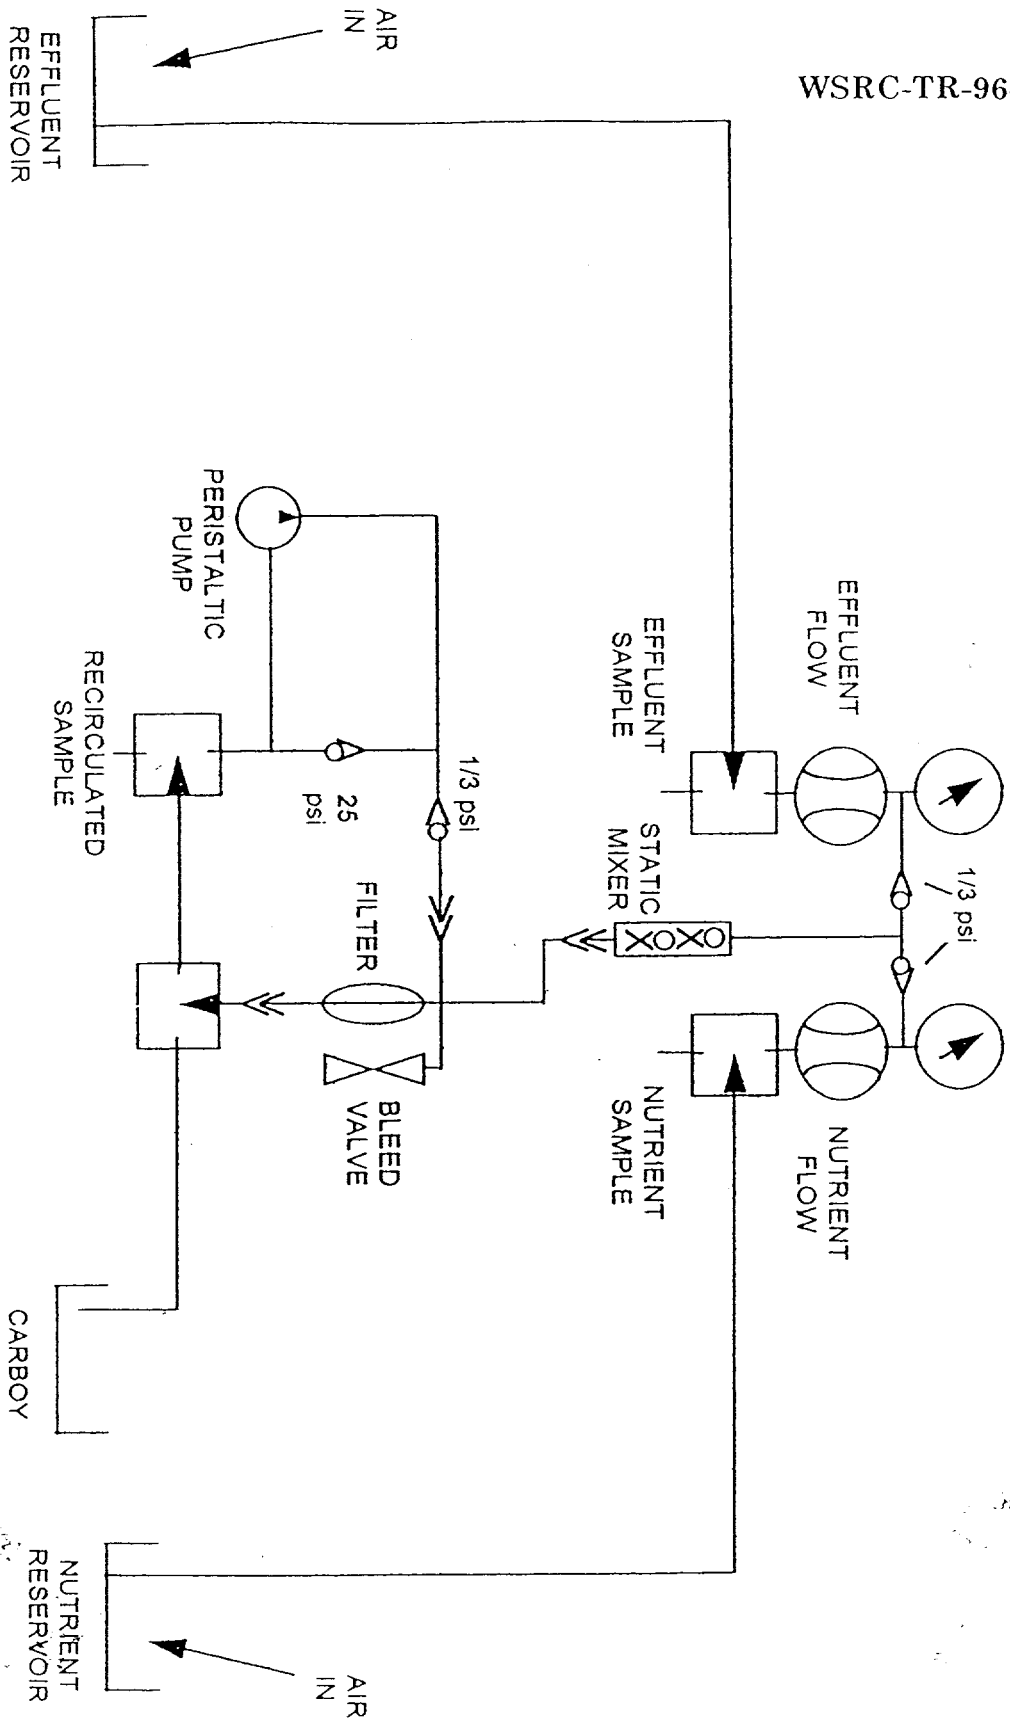 WSRC-TR-96
AIR
IN
EFFLUENT
RESERVOIR
EFFLUENT
FLOW
EFFLUENT
SAMPLE
1/3 psi
STATIC
MIXER
NUTRIENT
FLOW
NUTRIENT
SAMPLE
PERISTALTIC
PUMP
RECIRCULATED
SAMPLE
25
psi
1/3 psi
FILTER
BLEED
VALVE
CARBOY
AIR
IN
NUTRIENT
RESERVOIR